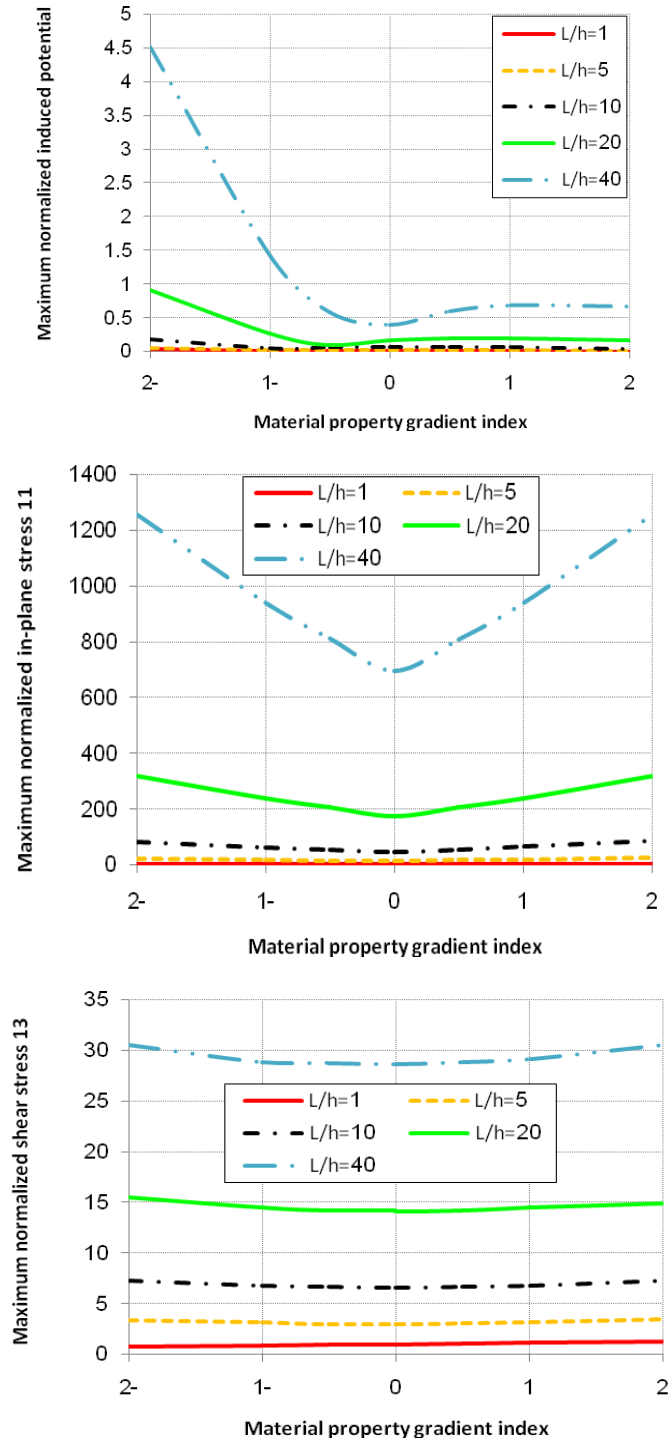 Maximum normalized induced potential
5
4.5
4
3.5
3
2.5
2
1.5
1
0.5
0
L/h=1
L/h=5
L/h=10
L/h=20
L/h=40
2- 1- 0 1 2
Material property gradient index
Maximum normalized in-plane stress 11
1400
1200
1000
800
600
400
200
0
L/h=1 L/h=5
L/h=10 L/h=20
L/h=40
2- 1- 0 1 2
Material property gradient index
Maximum normalized shear stress 13
35
30
25
20
15
10
5
0
L/h=1 L/h=5
L/h=10 L/h=20
L/h=40
2- 1- 0 1 2
Material property gradient index